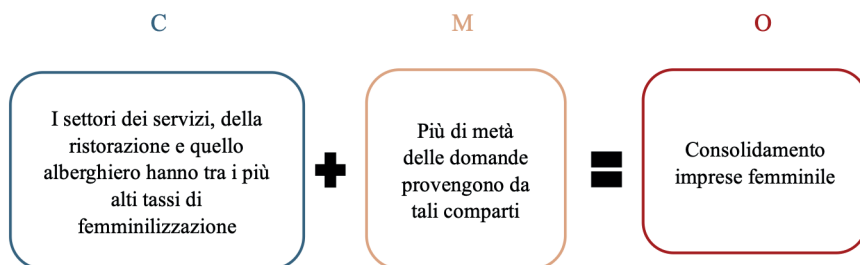 C
M
O
I settori dei servizi, della
ristorazione e quello
alberghiero hanno tra i più
alti tassi di
femminilizzazione
Più di metà
delle domande
provengono da
tali comparti
Consolidamento
imprese femminile